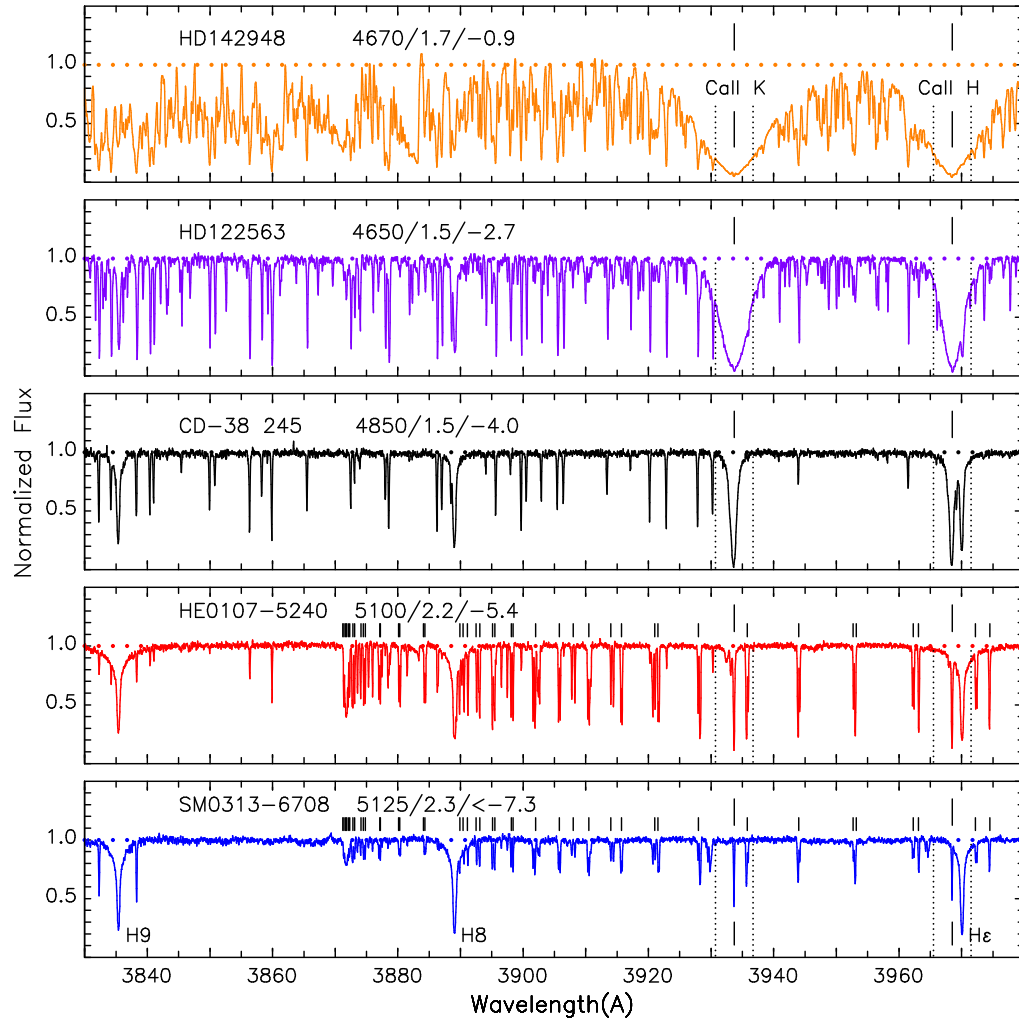 HD142948 4670/1.7/−0.9
CaII K CaII H
1.0
0.5
HD122563 4650/1.5/−2.7
1.0
0.5
CD−38 245 4850/1.5/−4.0
1.0
0.5
HE0107−5240 5100/2.2/−5.4
1.0
0.5
SM0313−6708 5125/2.3/<−7.3
1.0
0.5
H9 H8 Hε
3840 3860 3880 3900 3920 3940 3960
Wavelength(A)
Normalized Flux